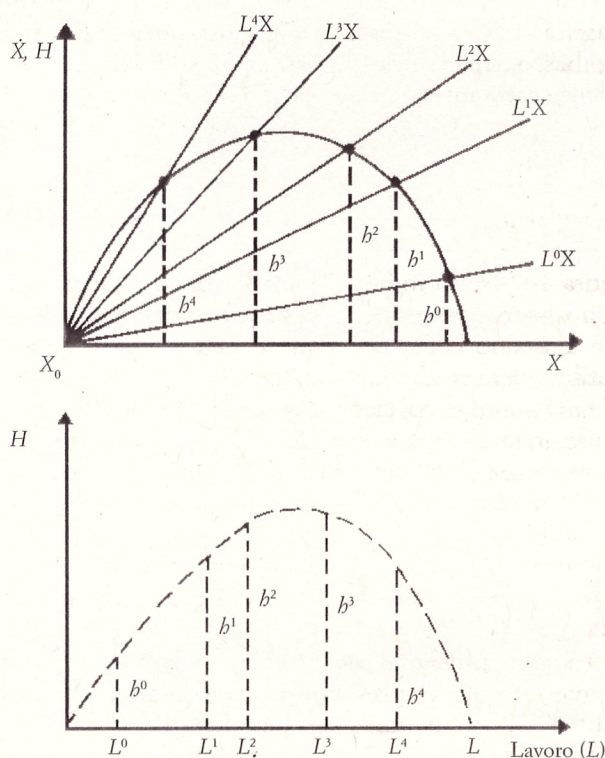 L⁴X L³X
Ẋ, H L²X
L¹X
h² h¹
h³
L⁰X
h⁴ h⁰
X₀ X
H
h²
h¹ h³
h⁰ h⁴
L⁰ L¹ L² L³ L⁴ L Lavoro (L)